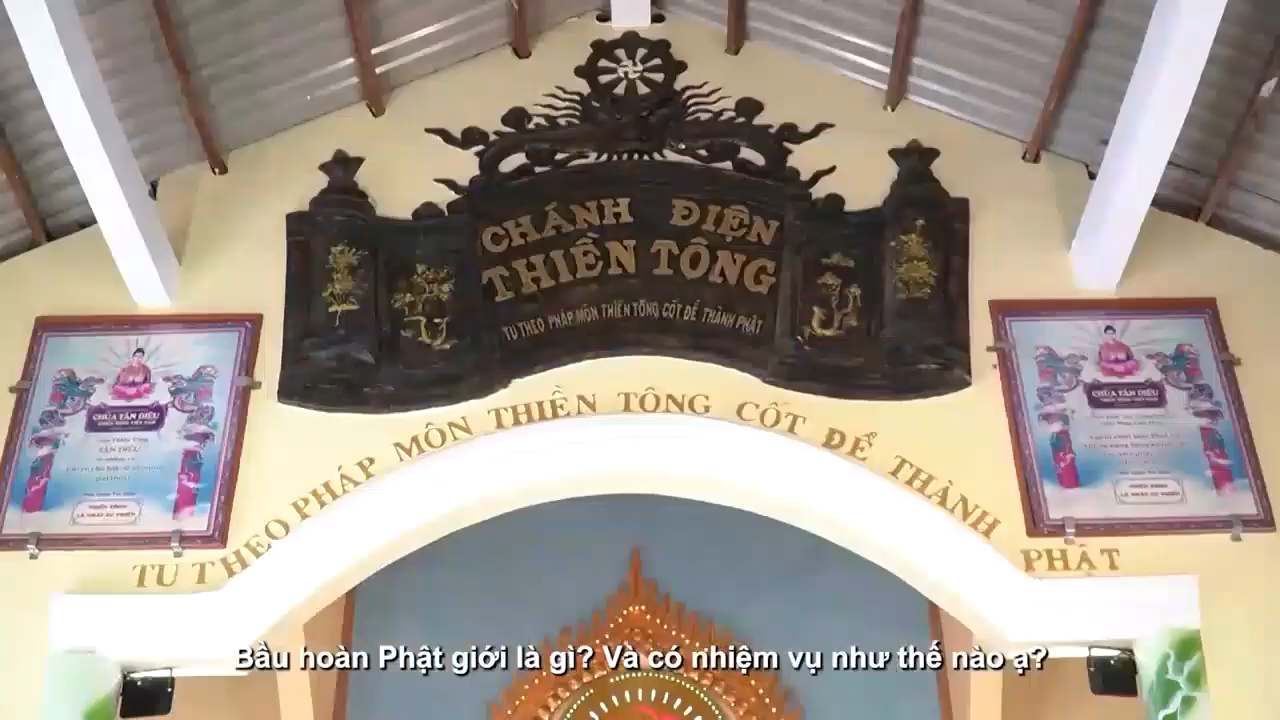 CHÁNH ĐIỆN
THIỀN TÔNG
TU THEO PHÁP MÔN THIỀN TÔNG CỐT ĐỂ THÀNH PHẬT
TU THEO PHÁP MÔN THIỀN TÔNG CỐT ĐỂ THÀNH PHẬT
CHÙA TÂN DIỆU
CHÙA TÂN DIỆU
Bầu hoàn Phật giới là gì? Và có nhiệm vụ như thế nào ạ?